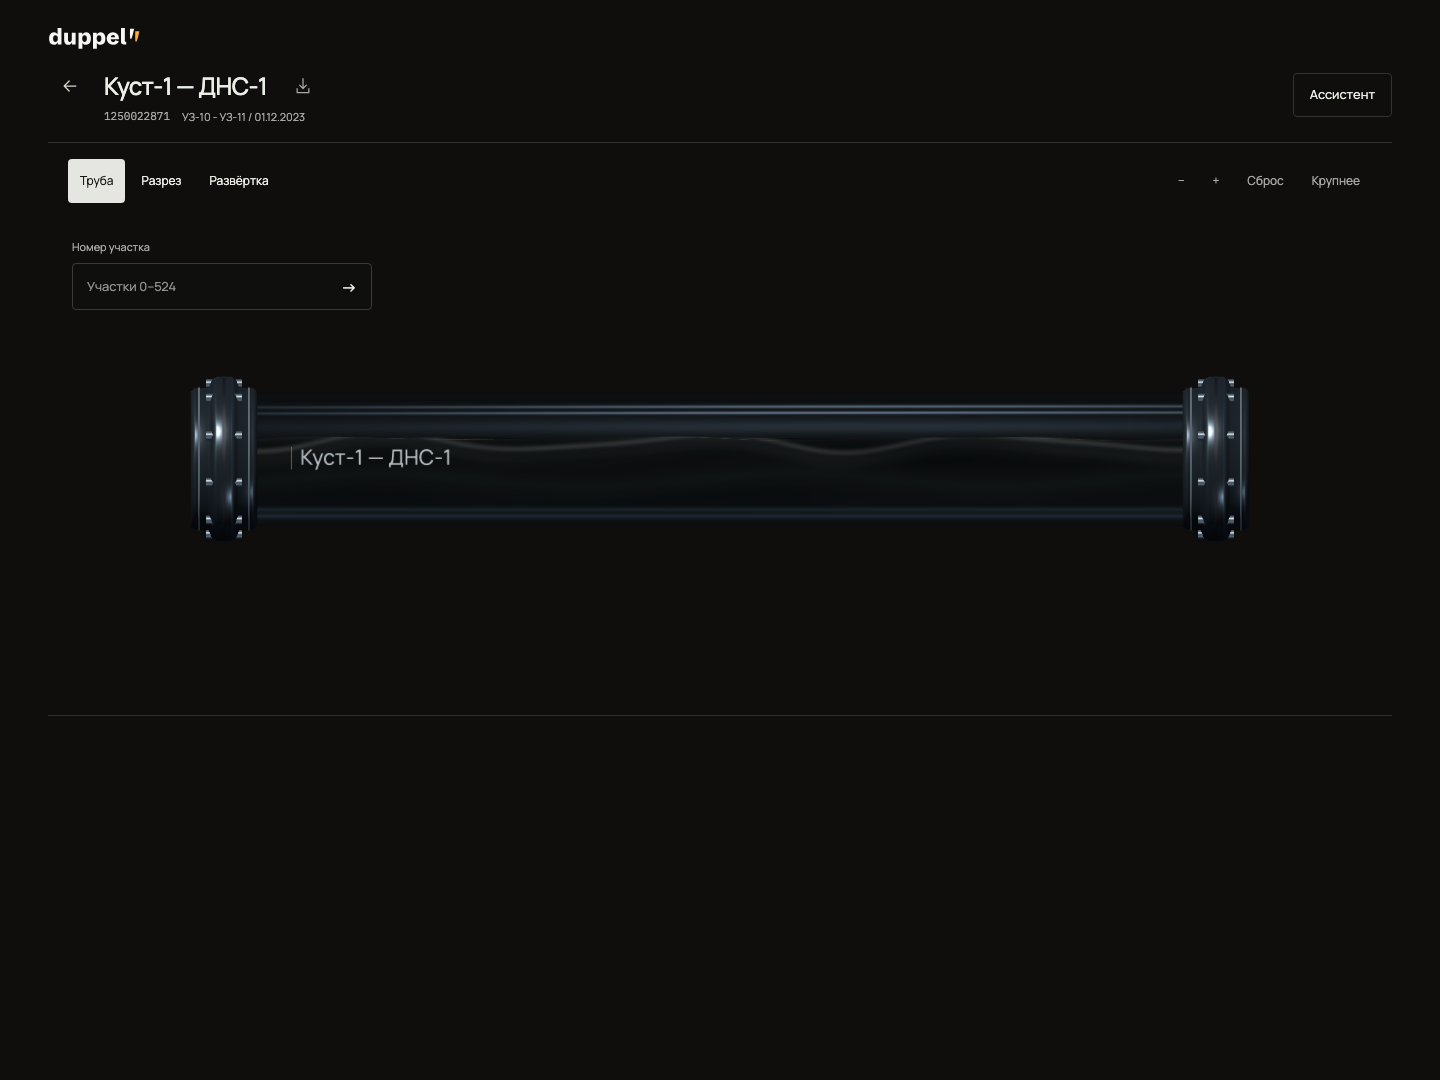 duppel
Куст-1 — ДНС-1
1250022871 УЗ-10 - УЗ-11 / 01.12.2023
Ассистент
Труба Разрез Развёртка − + Сброс Крупнее
Номер участка
Участки 0–524
Куст-1 — ДНС-1